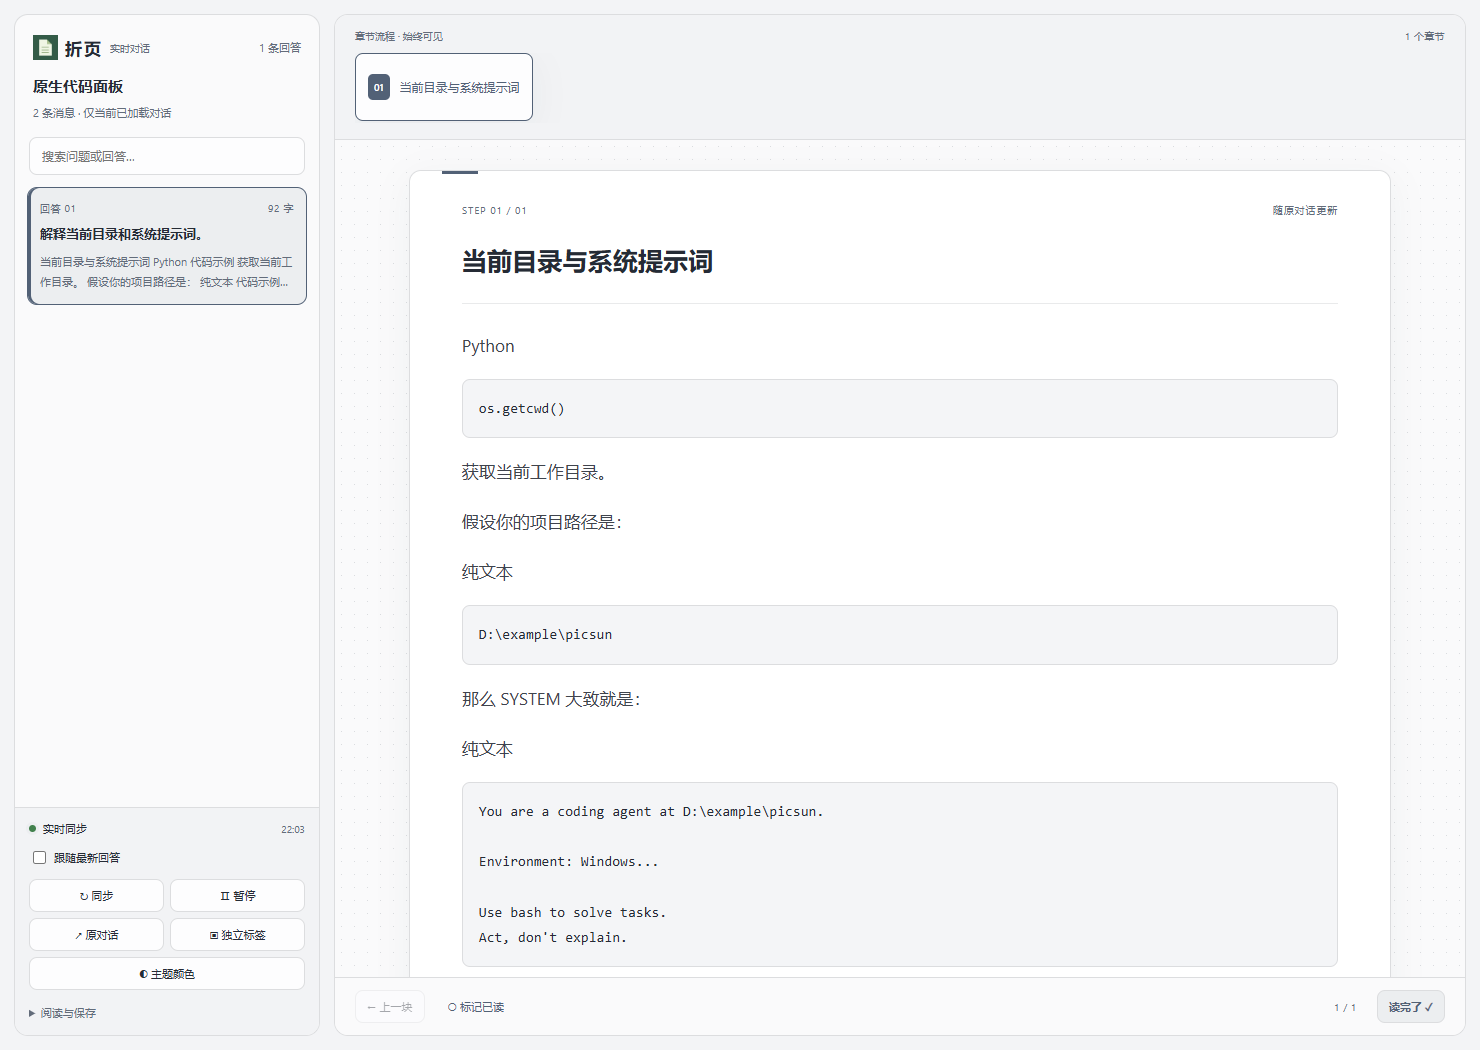 折页 实时对话 1 条回答
原生代码面板
2 条消息 · 仅当前已加载对话
搜索问题或回答...
回答 01 92 字
解释当前目录和系统提示词。
当前目录与系统提示词 Python 代码示例 获取当前工
作目录。 假设你的项目路径是： 纯文本 代码示例...
实时同步 22:03
跟随最新回答
↻ 同步
⏸ 暂停
↗ 原对话
▣ 独立标签
◐ 主题颜色
▶ 阅读与保存
章节流程 · 始终可见 1 个章节
01 当前目录与系统提示词
STEP 01 / 01 随原对话更新
当前目录与系统提示词
Python
os.getcwd()
获取当前工作目录。
假设你的项目路径是：
纯文本
D:\example\picsun
那么 SYSTEM 大致就是：
纯文本
You are a coding agent at D:\example\picsun.
Environment: Windows...
Use bash to solve tasks.
Act, don't explain.
← 上一块
○ 标记已读
1 / 1
读完了 ✓